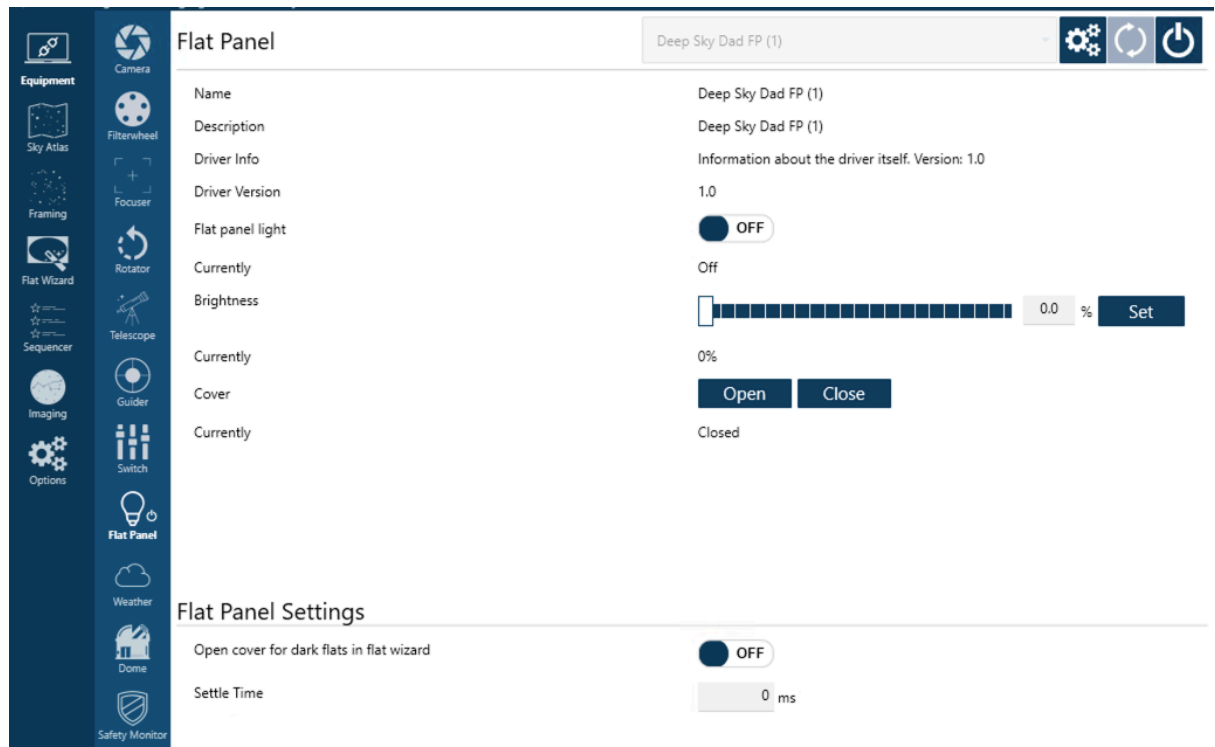 Equipment
Sky Atlas
Framing
Flat Wizard
Sequencer
Imaging
Options
Camera
Filterwheel
Focuser
Rotator
Telescope
Guider
Switch
Flat Panel
Weather
Dome
Safety Monitor
Flat Panel
Deep Sky Dad FP (1)
Name Deep Sky Dad FP (1)
Description Deep Sky Dad FP (1)
Driver Info Information about the driver itself. Version: 1.0
Driver Version 1.0
Flat panel light OFF
Currently Off
Brightness 0.0 % Set
Currently 0%
Cover Open Close
Currently Closed
Flat Panel Settings
Open cover for dark flats in flat wizard OFF
Settle Time 0 ms